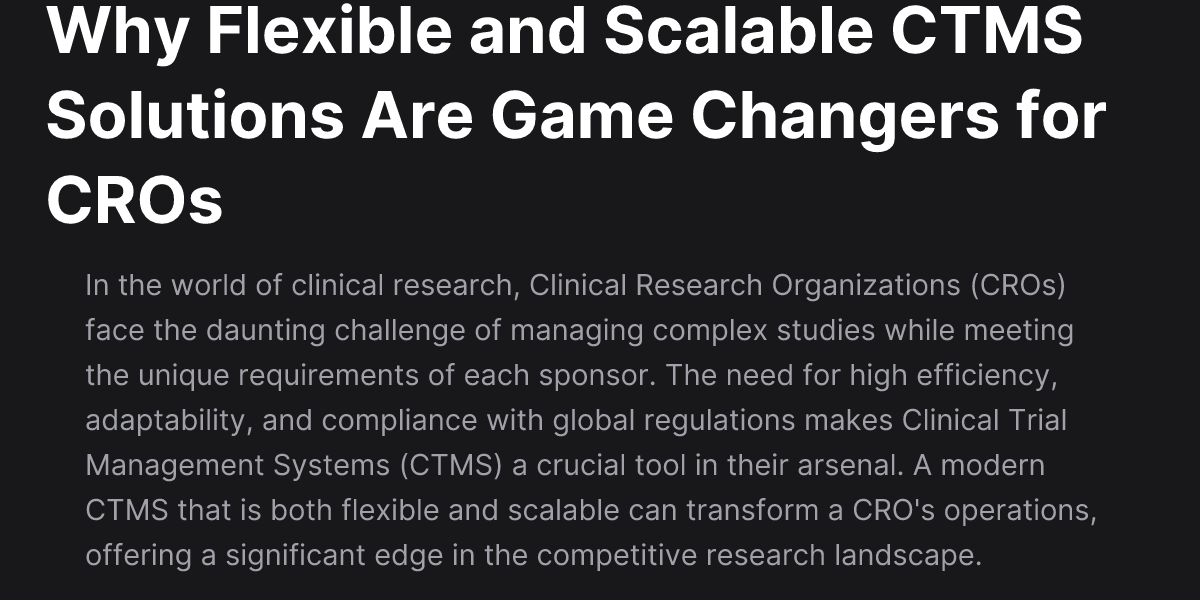 Why Flexible and Scalable CTMS
Solutions Are Game Changers for
CROs
In the world of clinical research, Clinical Research Organizations (CROs)
face the daunting challenge of managing complex studies while meeting
the unique requirements of each sponsor. The need for high efficiency,
adaptability, and compliance with global regulations makes Clinical Trial
Management Systems (CTMS) a crucial tool in their arsenal. A modern
CTMS that is both flexible and scalable can transform a CRO's operations,
offering a significant edge in the competitive research landscape.